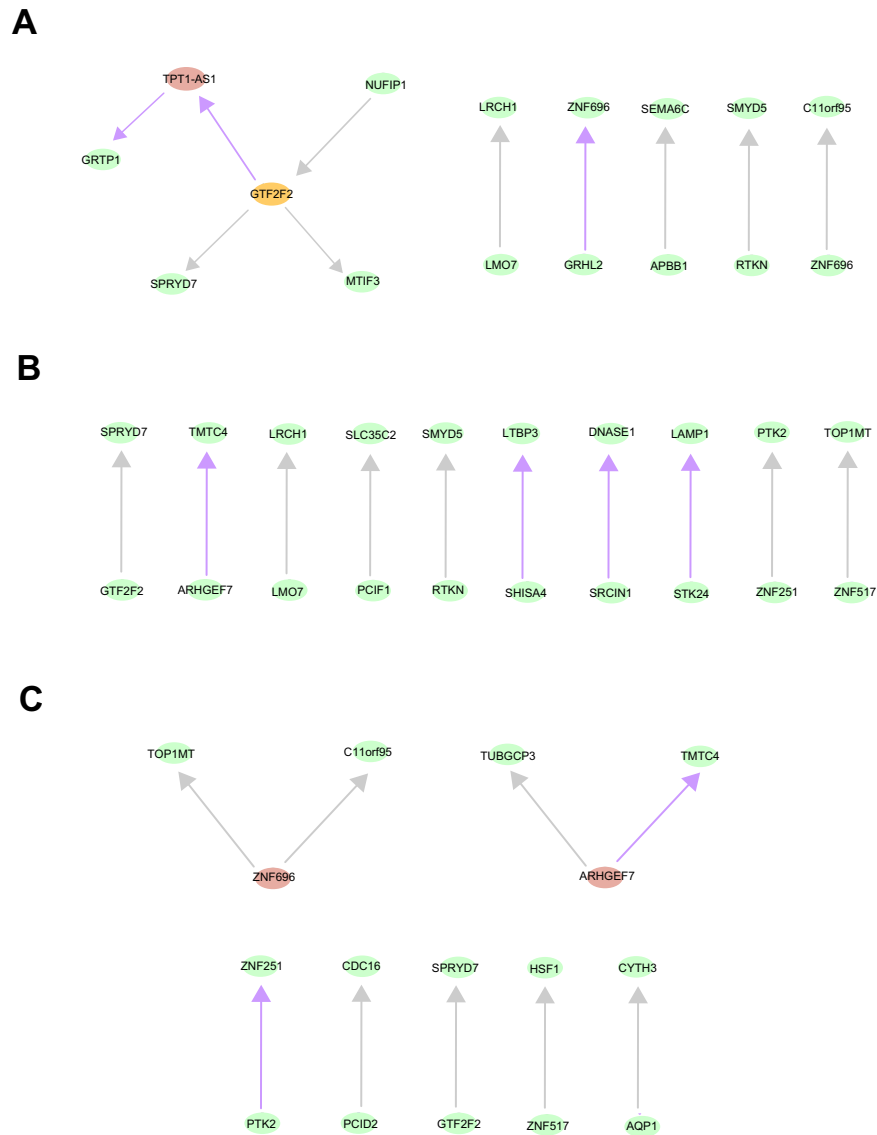 A
TPT1-AS1
NUFIP1
GRTP1
GTF2F2
SPRYD7
MTIF3
LRCH1 ZNF696 SEMA6C SMYD5 C11orf95
LMO7 GRHL2 APBB1 RTKN ZNF696
B
SPRYD7 TMTC4 LRCH1 SLC35C2 SMYD5 LTBP3 DNASE1 LAMP1 PTK2 TOP1MT
GTF2F2 ARHGEF7 LMO7 PCIF1 RTKN SHISA4 SRCIN1 STK24 ZNF251 ZNF517
C
TOP1MT C11orf95 TUBGCP3 TMTC4
ZNF696 ARHGEF7
ZNF251 CDC16 SPRYD7 HSF1 CYTH3
PTK2 PCID2 GTF2F2 ZNF517 AQP1